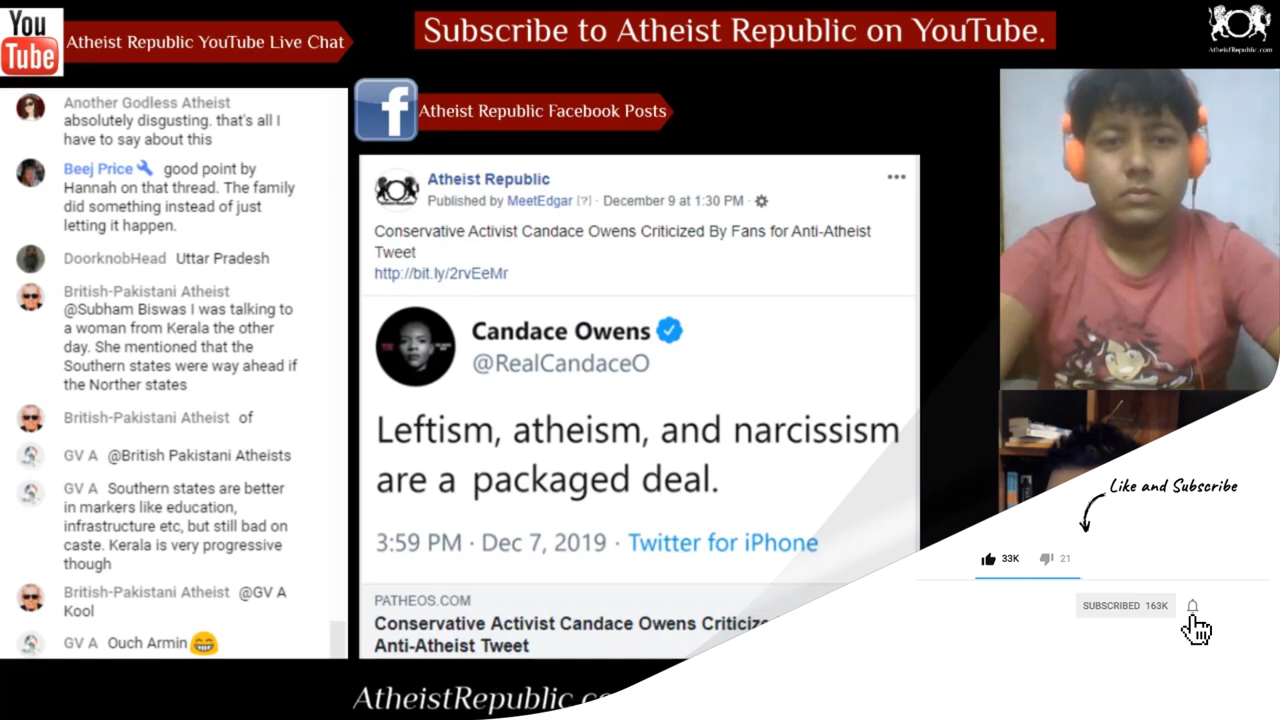 You
Tube
Atheist Republic YouTube Live Chat
Subscribe to Atheist Republic on YouTube.
AtheistRepublic.com
Another Godless Atheist
absolutely disgusting. that's all I
have to say about this
Beej Price good point by
Hannah on that thread. The family
did something instead of just
letting it happen.
DoorknobHead Uttar Pradesh
British-Pakistani Atheist
@Subham Biswas I was talking to
a woman from Kerala the other
day. She mentioned that the
Southern states were way ahead if
the Norther states
British-Pakistani Atheist of
GV A @British Pakistani Atheists
GV A Southern states are better
in markers like education,
infrastructure etc, but still bad on
caste. Kerala is very progressive
though
British-Pakistani Atheist @GV A
Kool
GV A Ouch Armin
f
Atheist Republic Facebook Posts
Atheist Republic
Published by MeetEdgar [?] · December 9 at 1:30 PM ·
Conservative Activist Candace Owens Criticized By Fans for Anti-Atheist
Tweet
http://bit.ly/2rvEeMr
Candace Owens
@RealCandaceO
Leftism, atheism, and narcissism
are a packaged deal.
3:59 PM · Dec 7, 2019 · Twitter for iPhone
PATHEOS.COM
Conservative Activist Candace Owens Criticize
Anti-Atheist Tweet
AtheistRepublic.c
Like and Subscribe
33K 21
SUBSCRIBED 163K